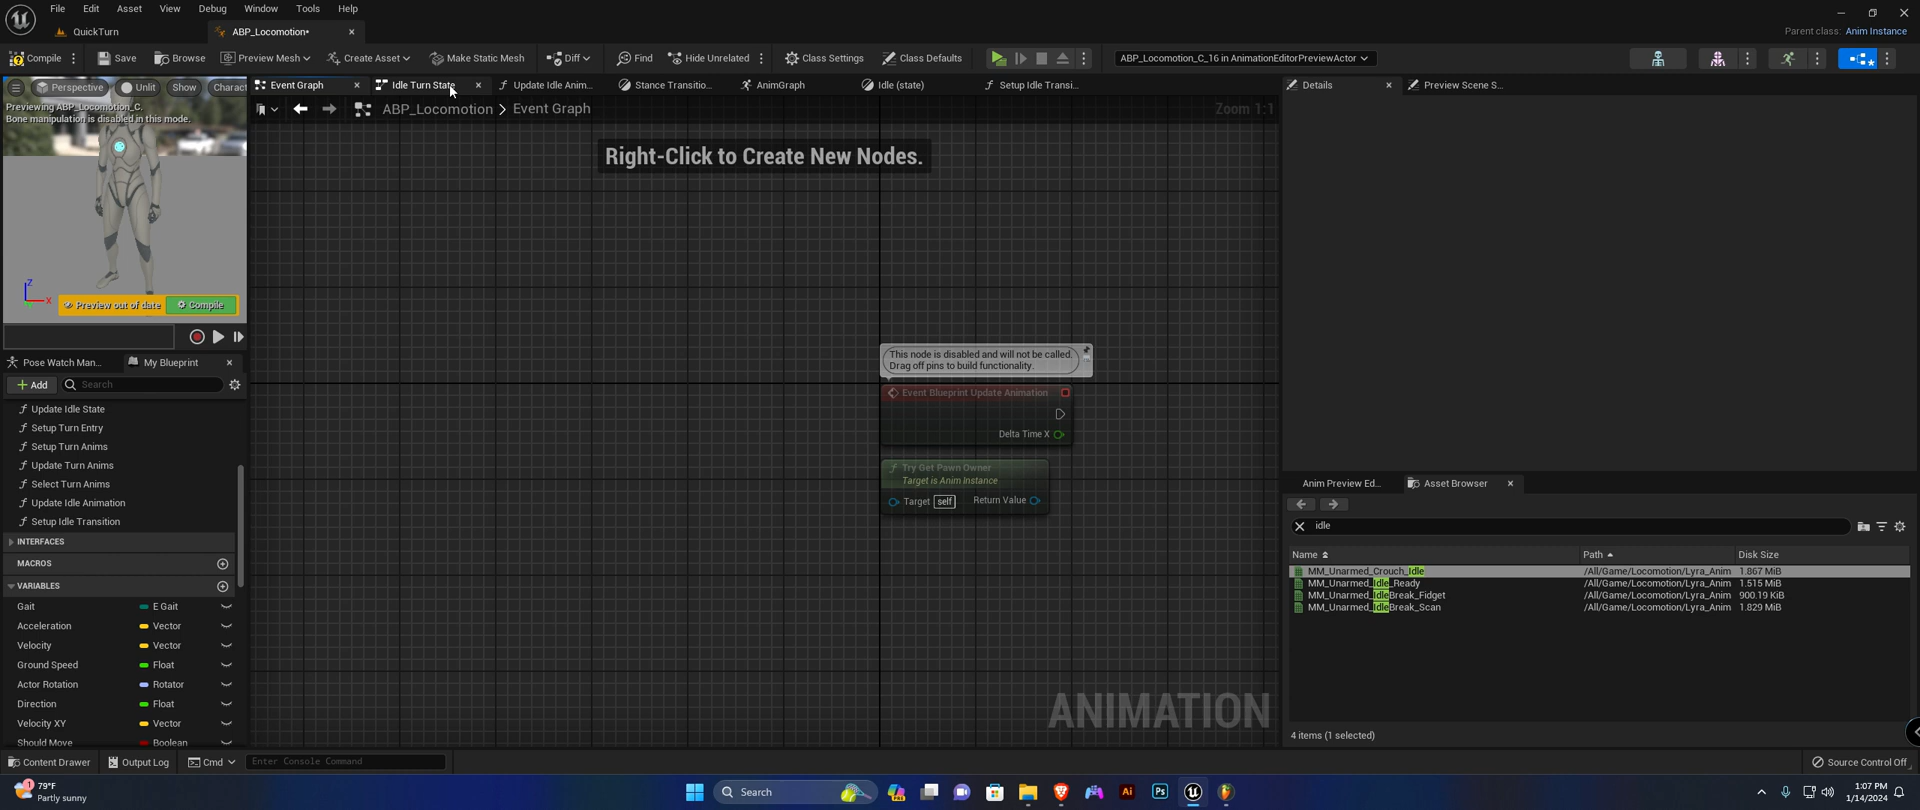 File Edit Asset View Debug Window Tools Help
QuickTurn
ABP_Locomotion*
Parent class: Anim Instance
Compile Save Browse Preview Mesh Create Asset Make Static Mesh Diff Find Hide Unrelated Class Settings Class Defaults ABP_Locomotion_C_16 in AnimationEditorPreviewActor
Perspective Unlit Show Charact
Previewing ABP_Locomotion_C.
Bone manipulation is disabled in this mode.
Z
X
Preview out of date Compile
Event Graph Idle Turn State Update Idle Anim... Stance Transitio... AnimGraph Idle (state) Setup Idle Transi...
ABP_Locomotion > Event Graph
Zoom 1:1
Right-Click to Create New Nodes.
This node is disabled and will not be called.
Drag off pins to build functionality.
Event Blueprint Update Animation
Delta Time X
Try Get Pawn Owner
Target is Anim Instance
Target self Return Value
ANIMATION
Pose Watch Man... My Blueprint
Add Search
Update Idle State
Setup Turn Entry
Setup Turn Anims
Update Turn Anims
Select Turn Anims
Update Idle Animation
Setup Idle Transition
INTERFACES
MACROS
VARIABLES
Gait E Gait
Acceleration Vector
Velocity Vector
Ground Speed Float
Actor Rotation Rotator
Direction Float
Velocity XY Vector
Should Move Boolean
Details Preview Scene S...
Anim Preview Ed... Asset Browser
idle
Name Path Disk Size
MM_Unarmed_Crouch_Idle /All/Game/Locomotion/Lyra_Anim 1.867 MiB
MM_Unarmed_Idle_Ready /All/Game/Locomotion/Lyra_Anim 1.515 MiB
MM_Unarmed_IdleBreak_Fidget /All/Game/Locomotion/Lyra_Anim 900.19 KiB
MM_Unarmed_IdleBreak_Scan /All/Game/Locomotion/Lyra_Anim 1.829 MiB
4 items (1 selected)
Content Drawer Output Log Cmd Enter Console Command
Source Control Off
1
79°F
Partly sunny
Search
PRE
Ai
Ps
1:07 PM
1/14/2024